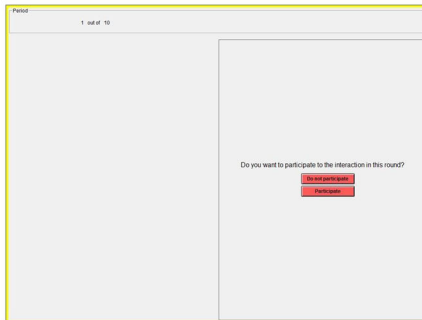 Period
1 out of 10
Do you want to participate to the interaction in this round?
Do not participate
Participate